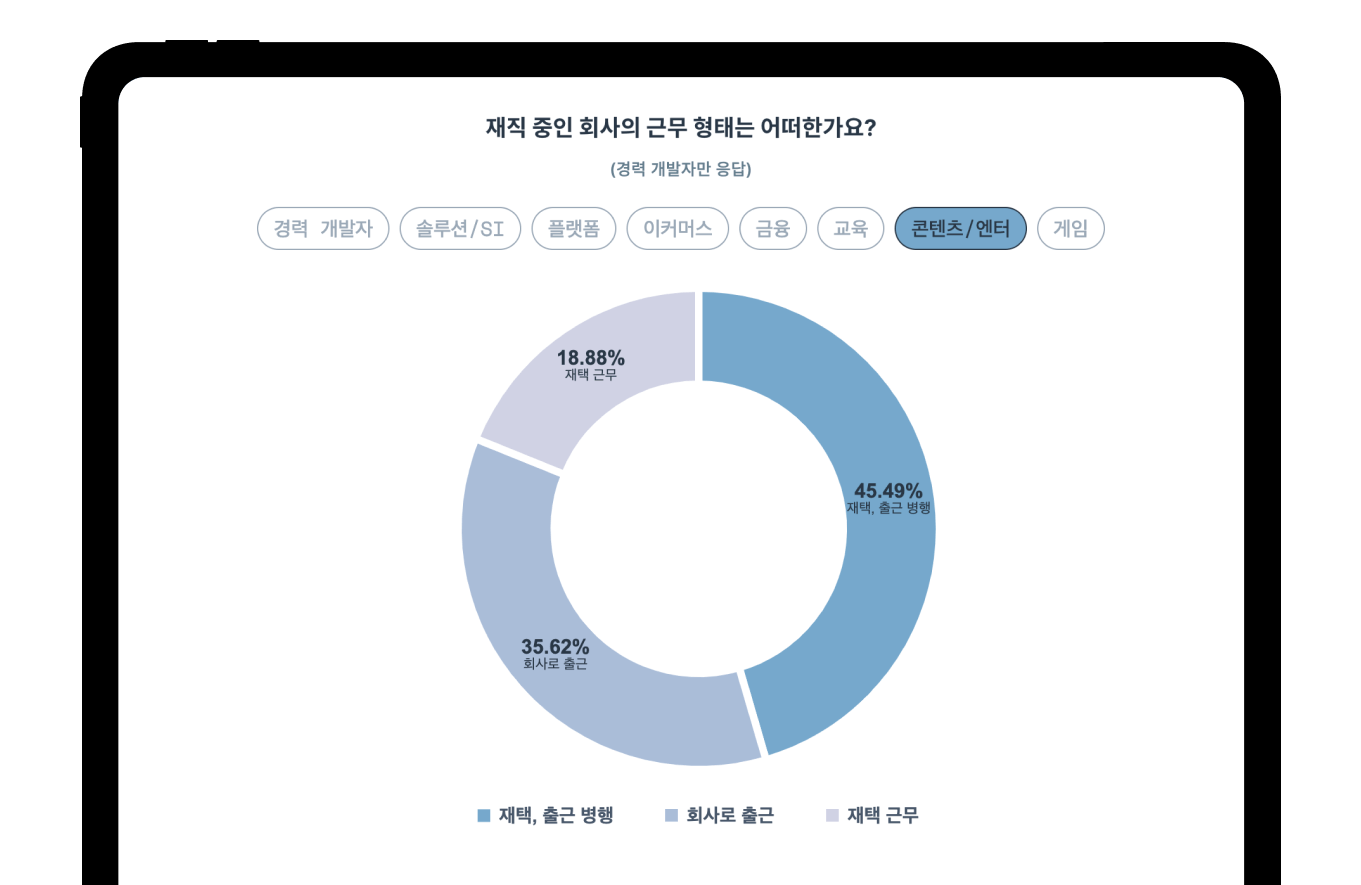 재직 중인 회사의 근무 형태는 어떠한가요?
(경력 개발자만 응답)
경력 개발자 솔루션/SI 플랫폼 이커머스 금융 교육 콘텐츠/엔터 게임
18.88%
재택 근무
45.49%
재택, 출근 병행
35.62%
회사로 출근
재택, 출근 병행 회사로 출근 재택 근무